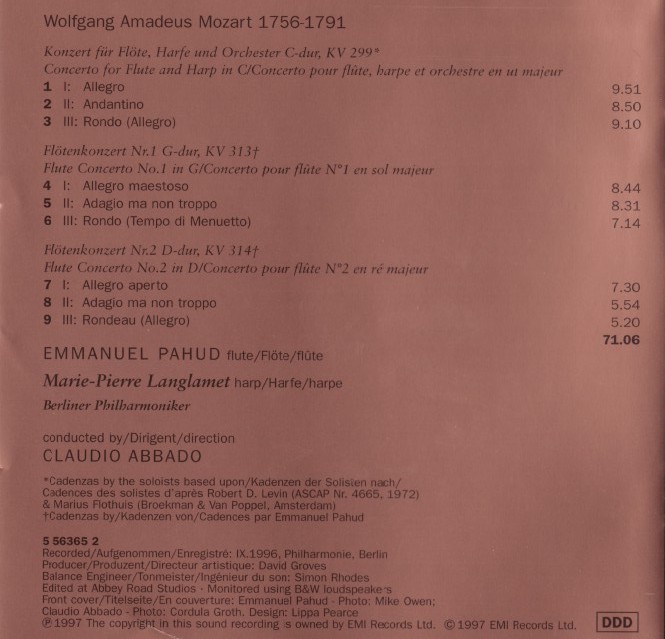 Wolfgang Amadeus Mozart 1756-1791
Konzert für Flöte, Harfe und Orchester C-dur, KV 299*
Concerto for Flute and Harp in C/Concerto pour flûte, harpe et orchestre en ut majeur
1 I: Allegro 9.51
2 II: Andantino 8.50
3 III: Rondo (Allegro) 9.10
Flötenkonzert Nr.1 G-dur, KV 313†
Flute Concerto No.1 in G/Concerto pour flûte N°1 en sol majeur
4 I: Allegro maestoso 8.44
5 II: Adagio ma non troppo 8.31
6 III: Rondo (Tempo di Menuetto) 7.14
Flötenkonzert Nr.2 D-dur, KV 314†
Flute Concerto No.2 in D/Concerto pour flûte N°2 en ré majeur
7 I: Allegro aperto 7.30
8 II: Adagio ma non troppo 5.54
9 III: Rondeau (Allegro) 5.20
71.06
EMMANUEL PAHUD flute/Flöte/flûte
Marie-Pierre Langlamet harp/Harfe/harpe
Berliner Philharmoniker
conducted by/Dirigent/direction
CLAUDIO ABBADO
*Cadenzas by the soloists based upon/Kadenzen der Solisten nach/
Cadences des solistes d'après Robert D. Levin (ASCAP Nr. 4665, 1972)
& Marius Flothuis (Broekman & Van Poppel, Amsterdam)
†Cadenzas by/Kadenzen von/Cadences par Emmanuel Pahud
5 56365 2
Recorded/Aufgenommen/Enregistré: IX.1996, Philharmonie, Berlin
Producer/Produzent/Directeur artistique: David Groves
Balance Engineer/Tonmeister/Ingénieur du son: Simon Rhodes
Edited at Abbey Road Studios - Monitored using B&W loudspeakers
Front cover/Titelseite/En couverture: Emmanuel Pahud - Photo: Mike Owen;
Claudio Abbado - Photo: Cordula Groth. Design: Lippa Pearce
℗ 1997 The copyright in this sound recording is owned by EMI Records Ltd. © 1997 EMI Records Ltd. DDD